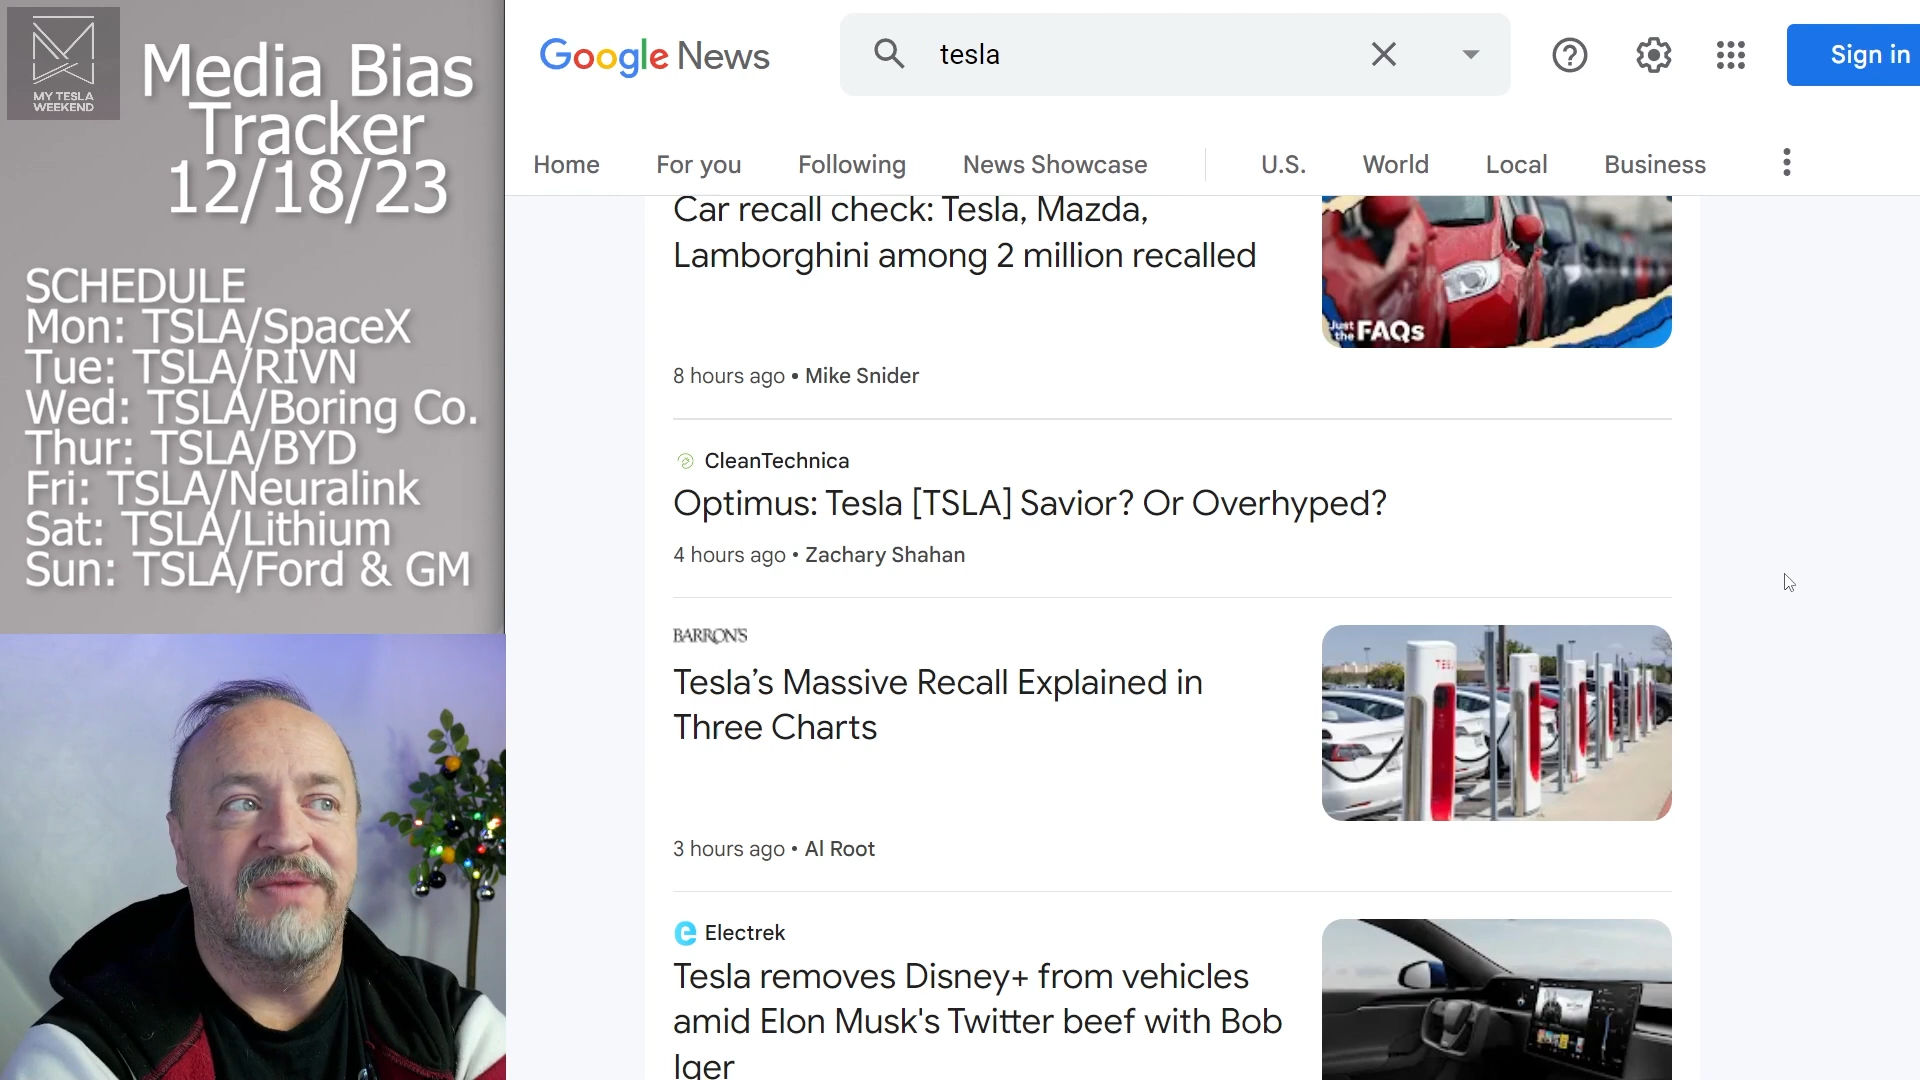 MY TESLA
WEEKEND
Media Bias
Tracker
12/18/23
SCHEDULE
Mon: TSLA/SpaceX
Tue: TSLA/RIVN
Wed: TSLA/Boring Co.
Thur: TSLA/BYD
Fri: TSLA/Neuralink
Sat: TSLA/Lithium
Sun: TSLA/Ford & GM
Google News
tesla
Sign in
Home
For you
Following
News Showcase
U.S.
World
Local
Business
Car recall check: Tesla, Mazda,
Lamborghini among 2 million recalled
Just
the FAQs
8 hours ago • Mike Snider
CleanTechnica
Optimus: Tesla [TSLA] Savior? Or Overhyped?
4 hours ago • Zachary Shahan
BARRON'S
Tesla’s Massive Recall Explained in
Three Charts
3 hours ago • Al Root
Electrek
Tesla removes Disney+ from vehicles
amid Elon Musk's Twitter beef with Bob
Iger